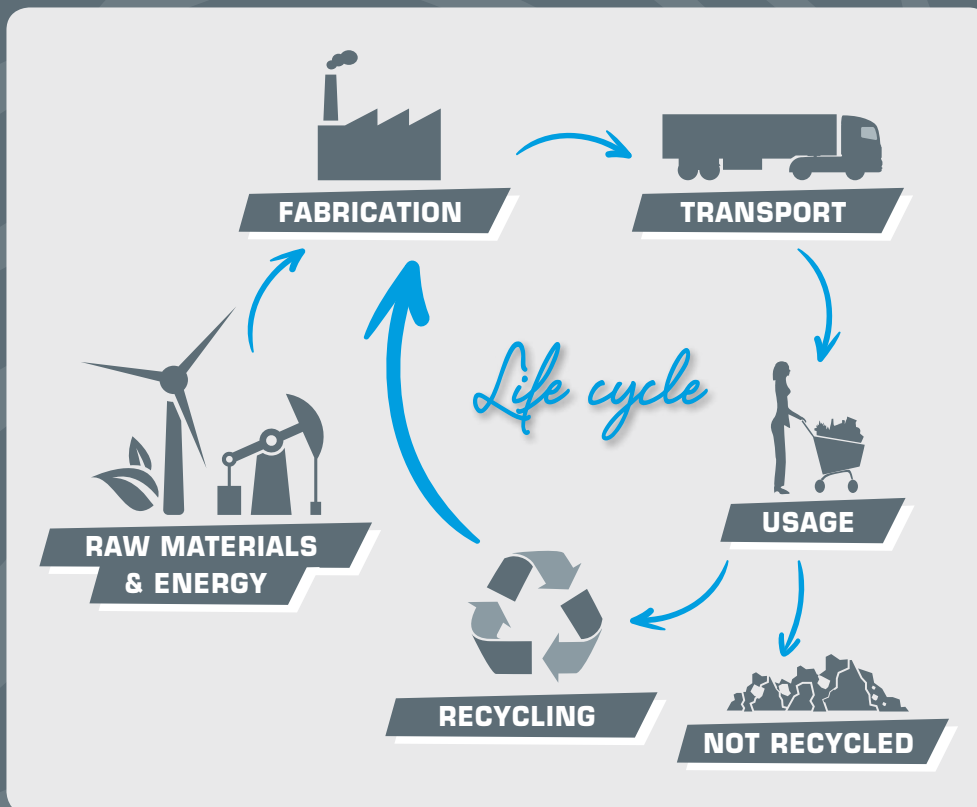 FABRICATION
TRANSPORT
Life cycle
RAW MATERIALS
& ENERGY
USAGE
RECYCLING
NOT RECYCLED